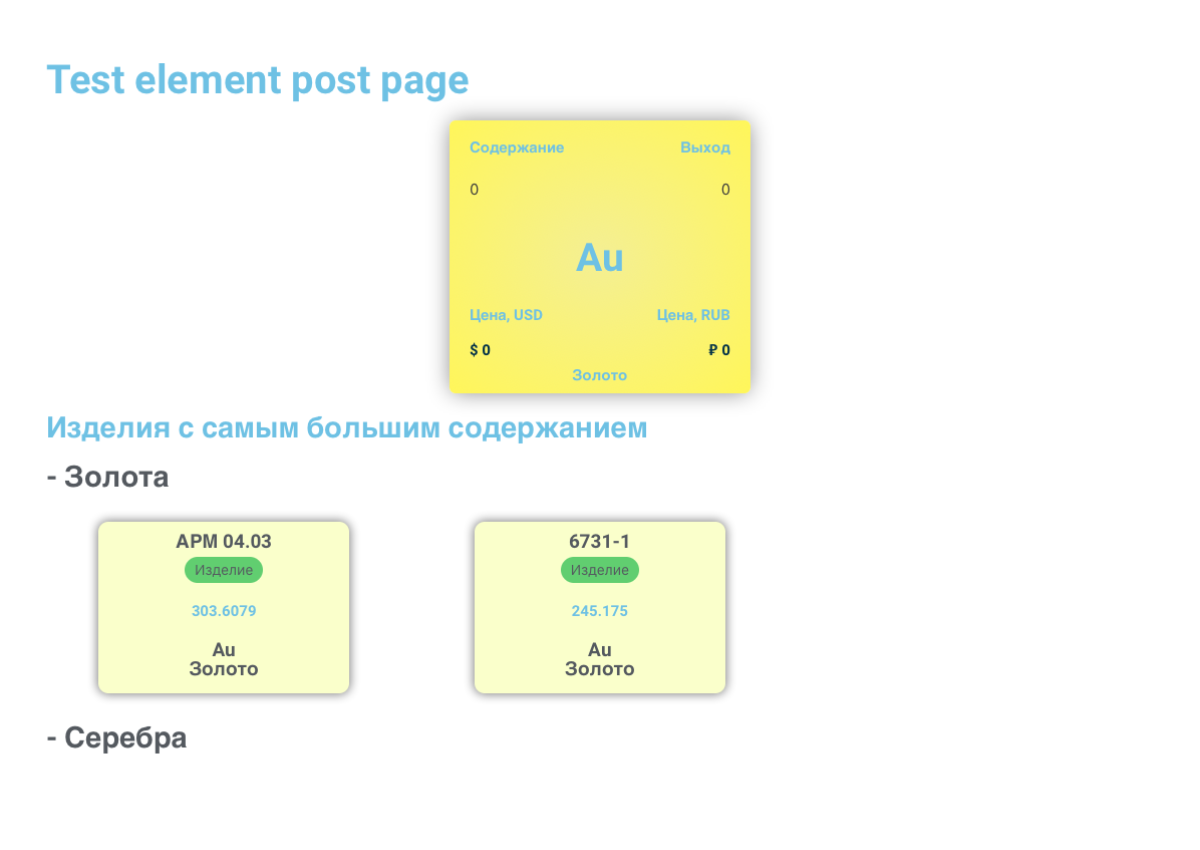 Test element post page
Содержание Выход
0 0
Au
Цена, USD Цена, RUB
$ 0 ₽ 0
Золото
Изделия с самым большим содержанием
- Золота
АРМ 04.03 6731-1
Изделие Изделие
303.6079 245.175
Au Au
Золото Золото
- Серебра